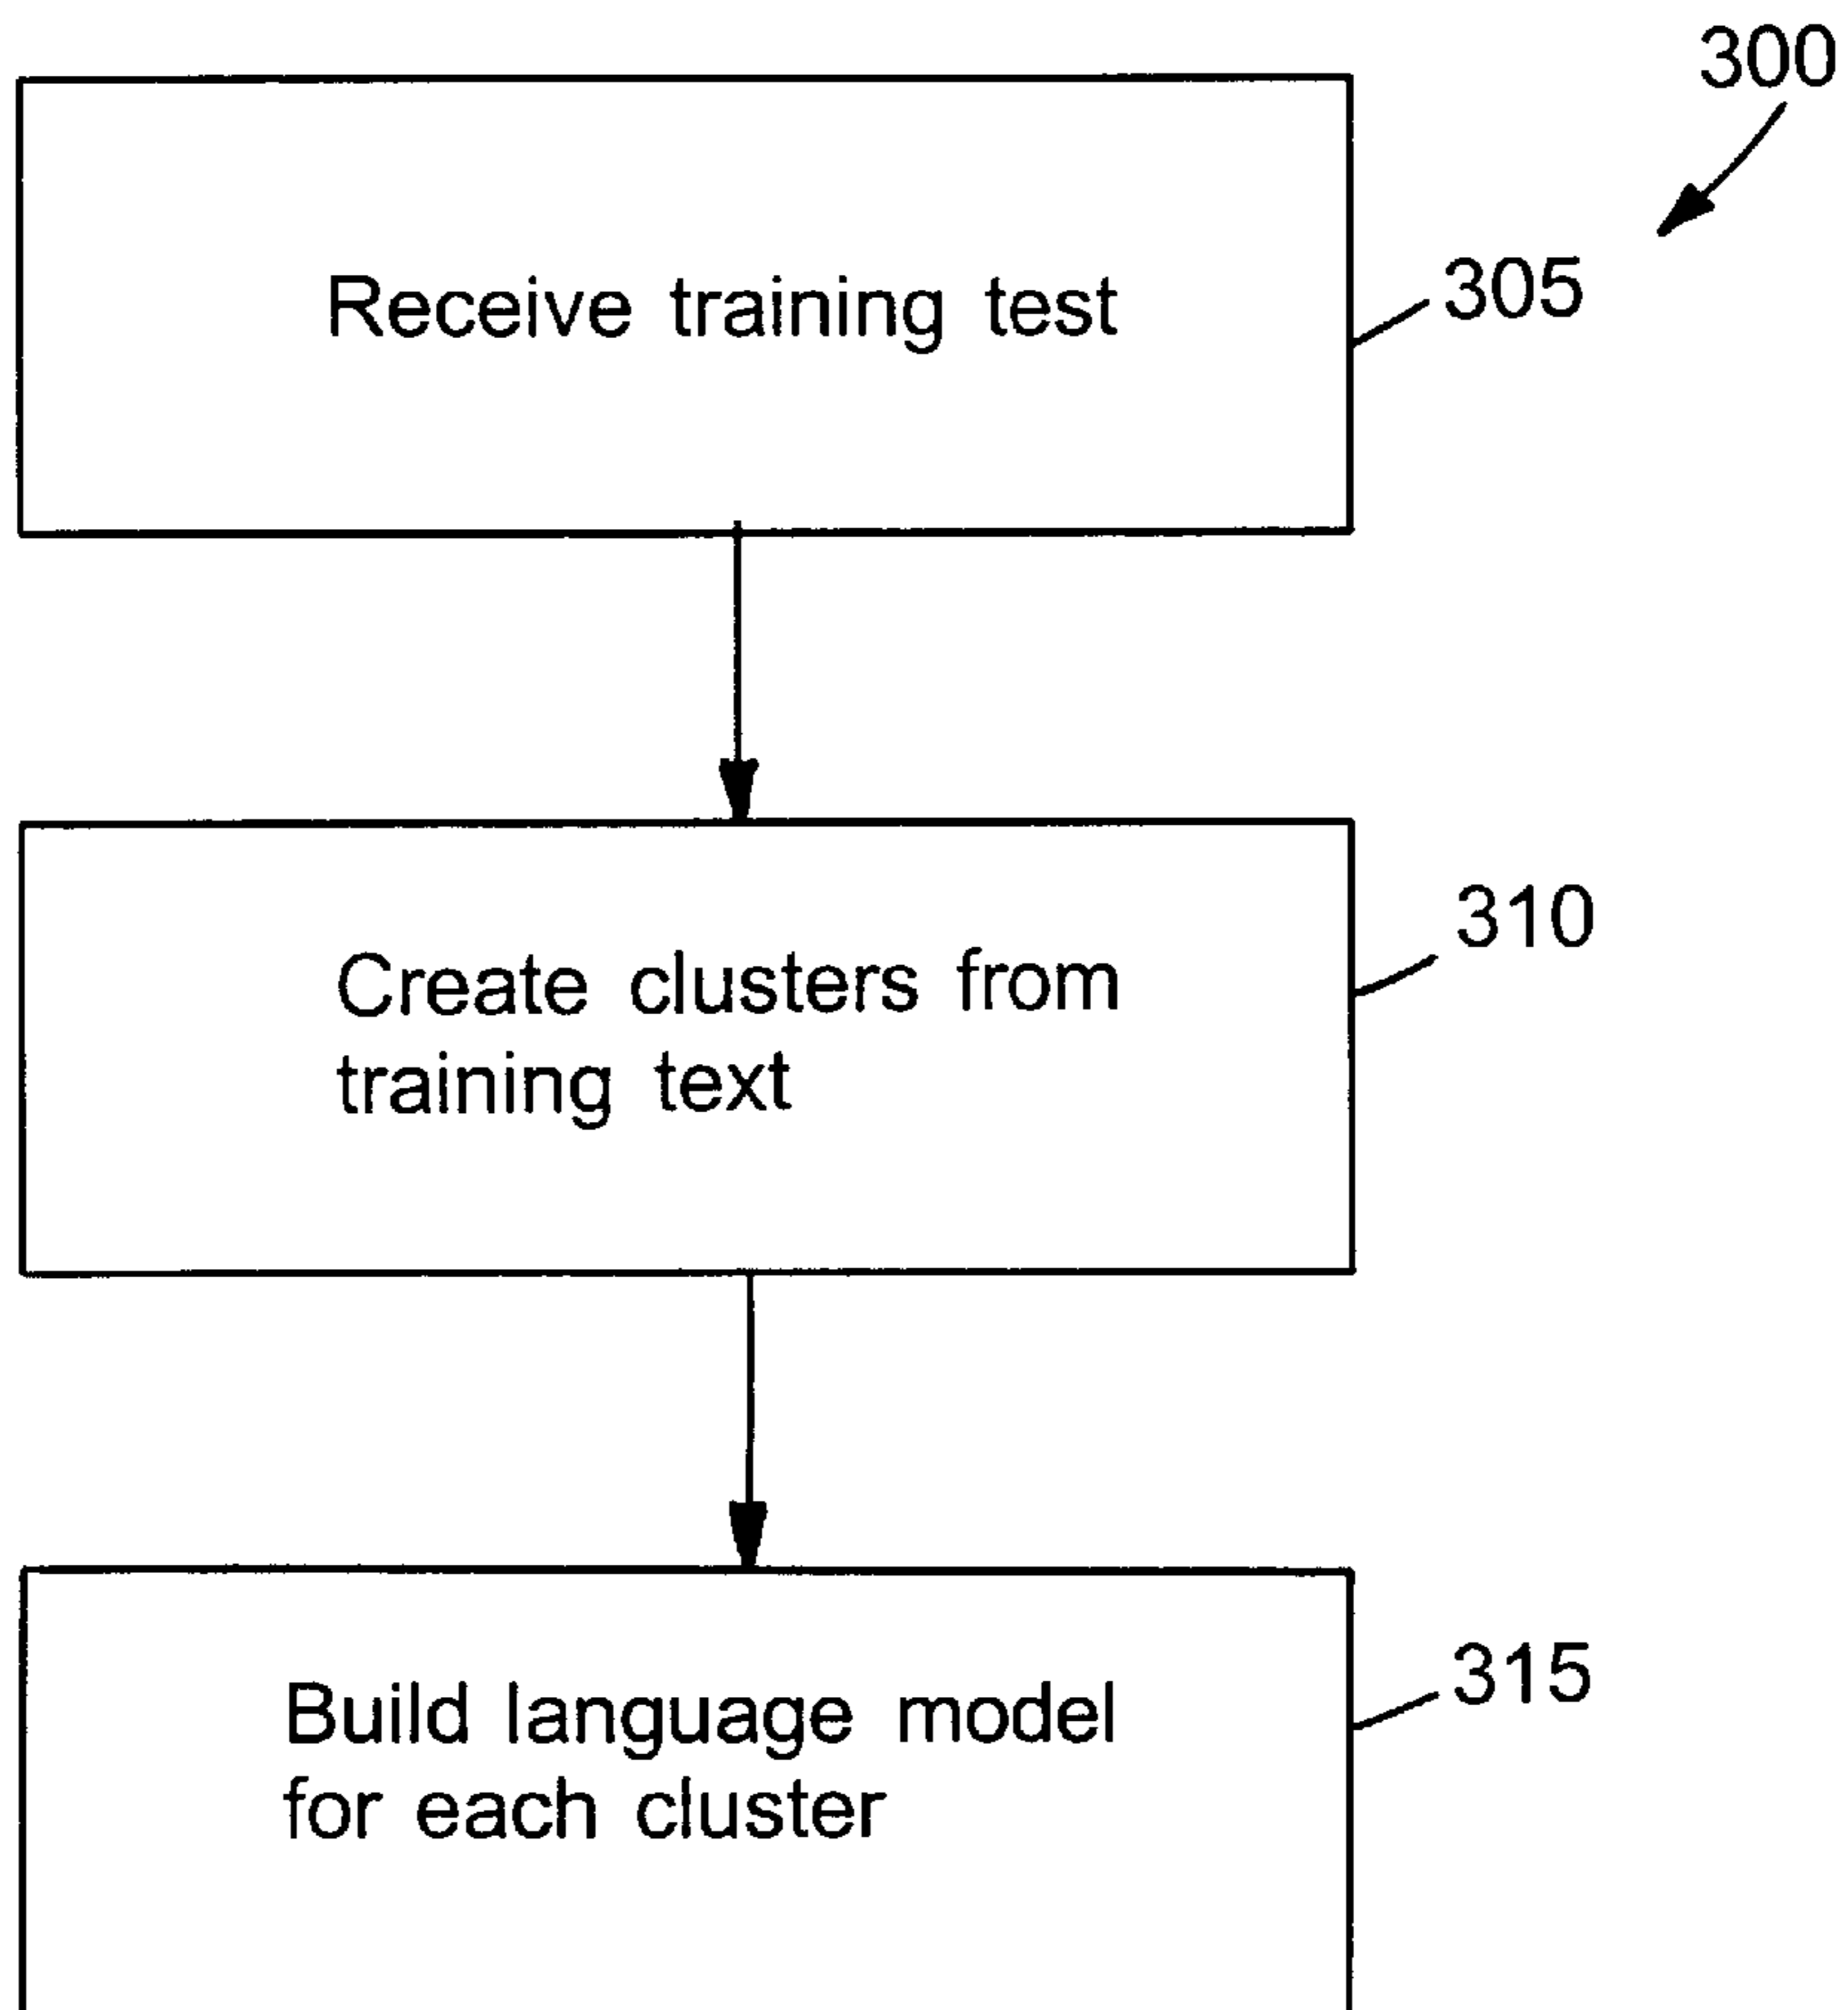 300
Receive training test
305
310
Create clusters from
training text
315
Build language model
for each cluster